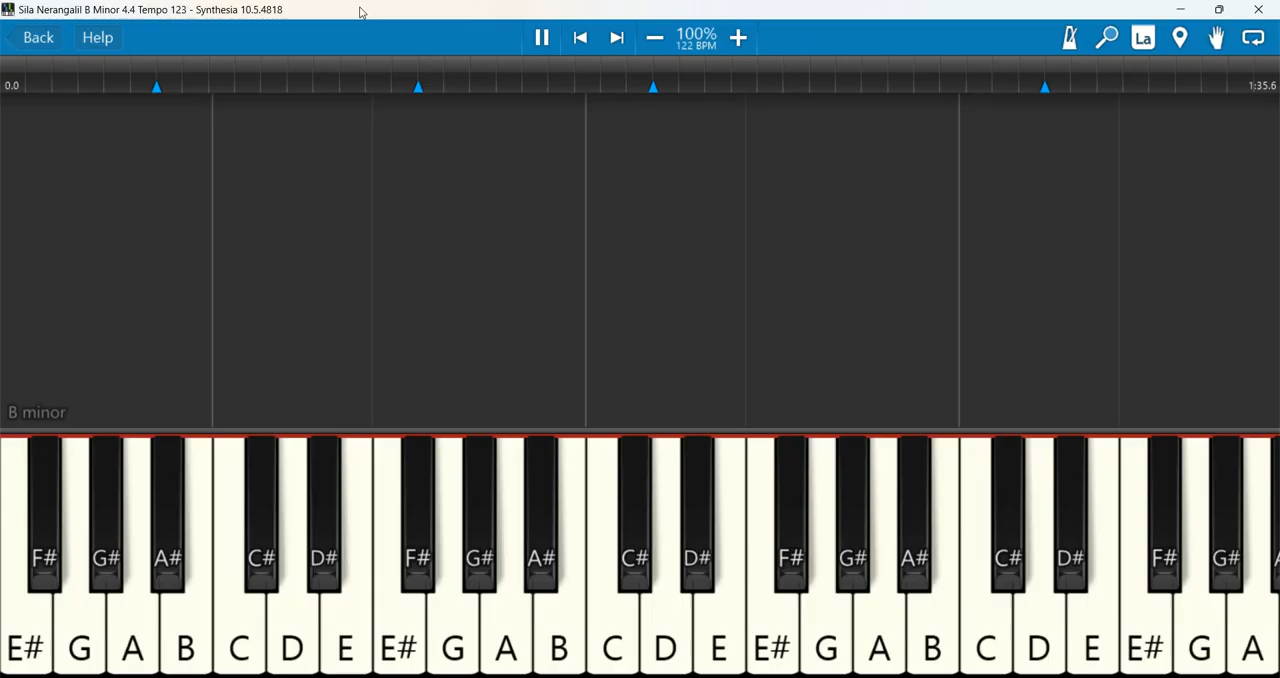 Sila Nerangalil B Minor 4.4 Tempo 123 - Synthesia 10.5.4818
Back Help 100% La
122 BPM
0.0 1:35.6
B minor
F# G# A# C# D# F# G# A# C# D# F# G# A# C# D# F# G# A
E# G A B C D E E# G A B C D E E# G A B C D E E# G A